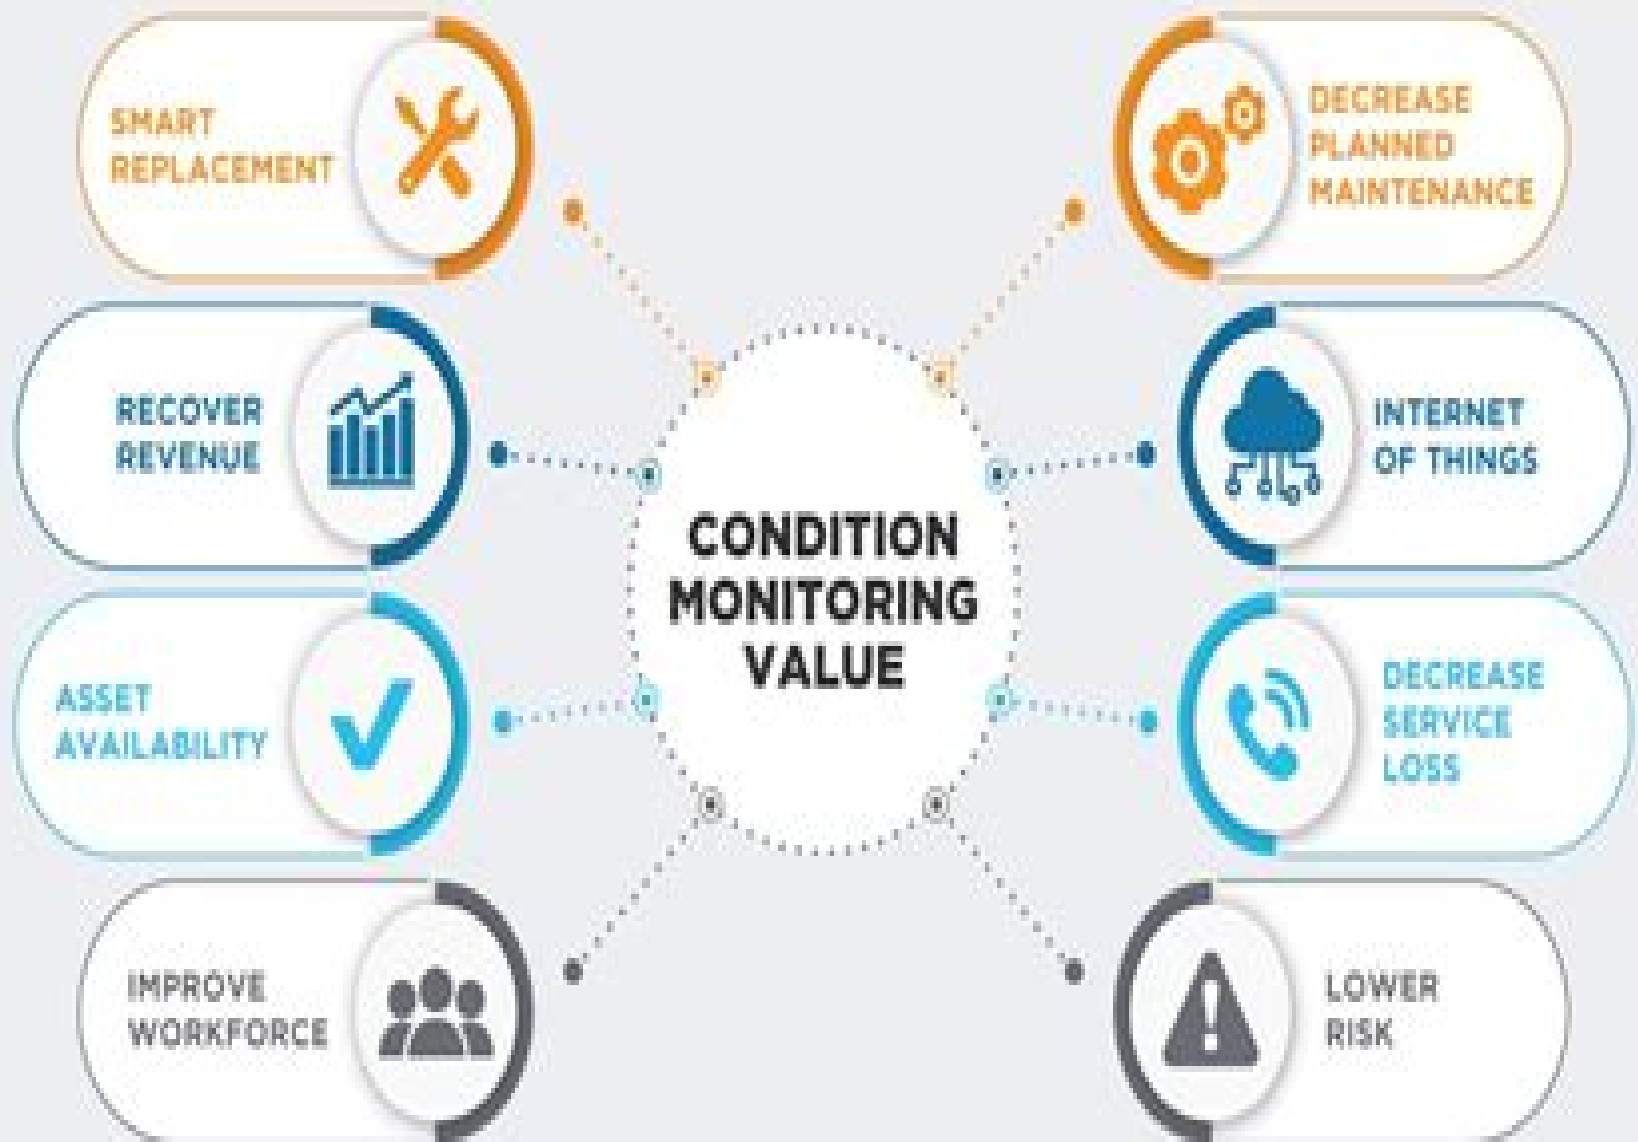 SMART
REPLACEMENT
RECOVER
REVENUE
ASSET
AVAILABILITY
IMPROVE
WORKFORCE
CONDITION
MONITORING
VALUE
DECREASE
PLANNED
MAINTENANCE
INTERNET
OF THINGS
DECREASE
SERVICE
LOSS
LOWER
RISK